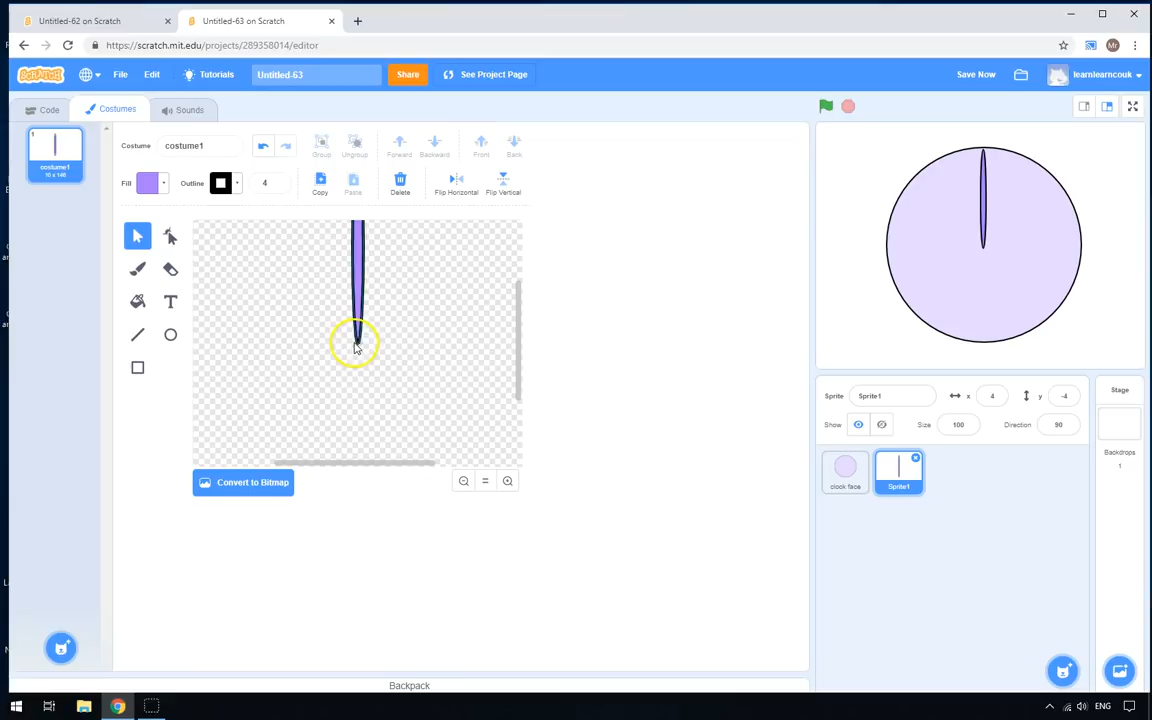 Untitled-62 on Scratch
Untitled-63 on Scratch
https://scratch.mit.edu/projects/289358014/editor
Mr
SCRATCH
File
Edit
Tutorials
Untitled-63
Share
See Project Page
Save Now
learnlearncouk
Code
Costumes
Sounds
1
costume1
10 x 146
Costume
costume1
Group
Ungroup
Forward
Backward
Front
Back
Fill
Outline
4
Copy
Paste
Delete
Flip Horizontal
Flip Vertical
T
Convert to Bitmap
Sprite
Sprite1
x
4
y
-4
Show
Size
100
Direction
90
clock face
Sprite1
Stage
Backdrops
1
Backpack
ENG